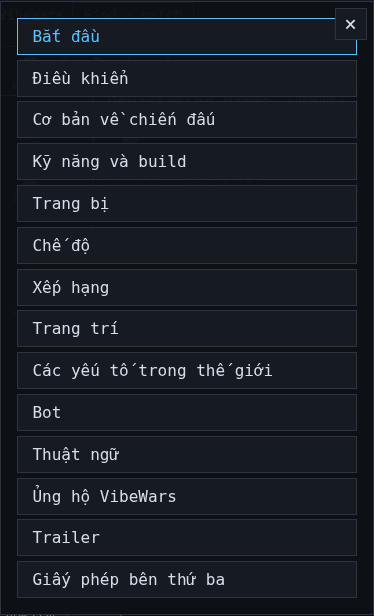 Bắt đầu
×
Điều khiển
Cơ bản về chiến đấu
Kỹ năng và build
Trang bị
Chế độ
Xếp hạng
Trang trí
Các yếu tố trong thế giới
Bot
Thuật ngữ
Ủng hộ VibeWars
Trailer
Giấy phép bên thứ ba